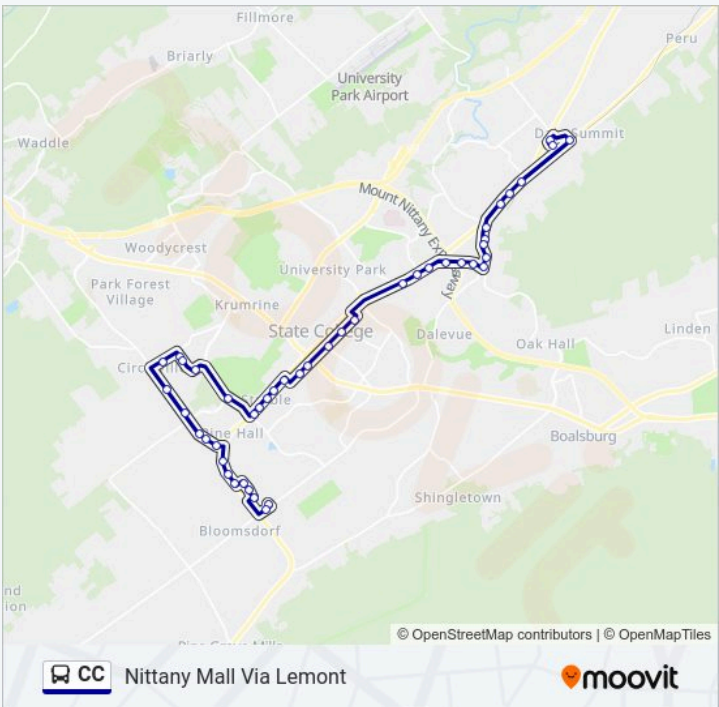 Fillmore
Peru
Briarly
University
Park Airport
Waddle
Summit
Mount Nittany Expressway
Woodycrest
University Park
Park Forest
Village
Krumrine
State College
Dalevue
Oak Hall
Linden
Pine Hall
Boalsburg
Shingletown
Bloomsdorf
© OpenStreetMap contributors | © OpenMapTiles
CC Nittany Mall Via Lemont
moovit